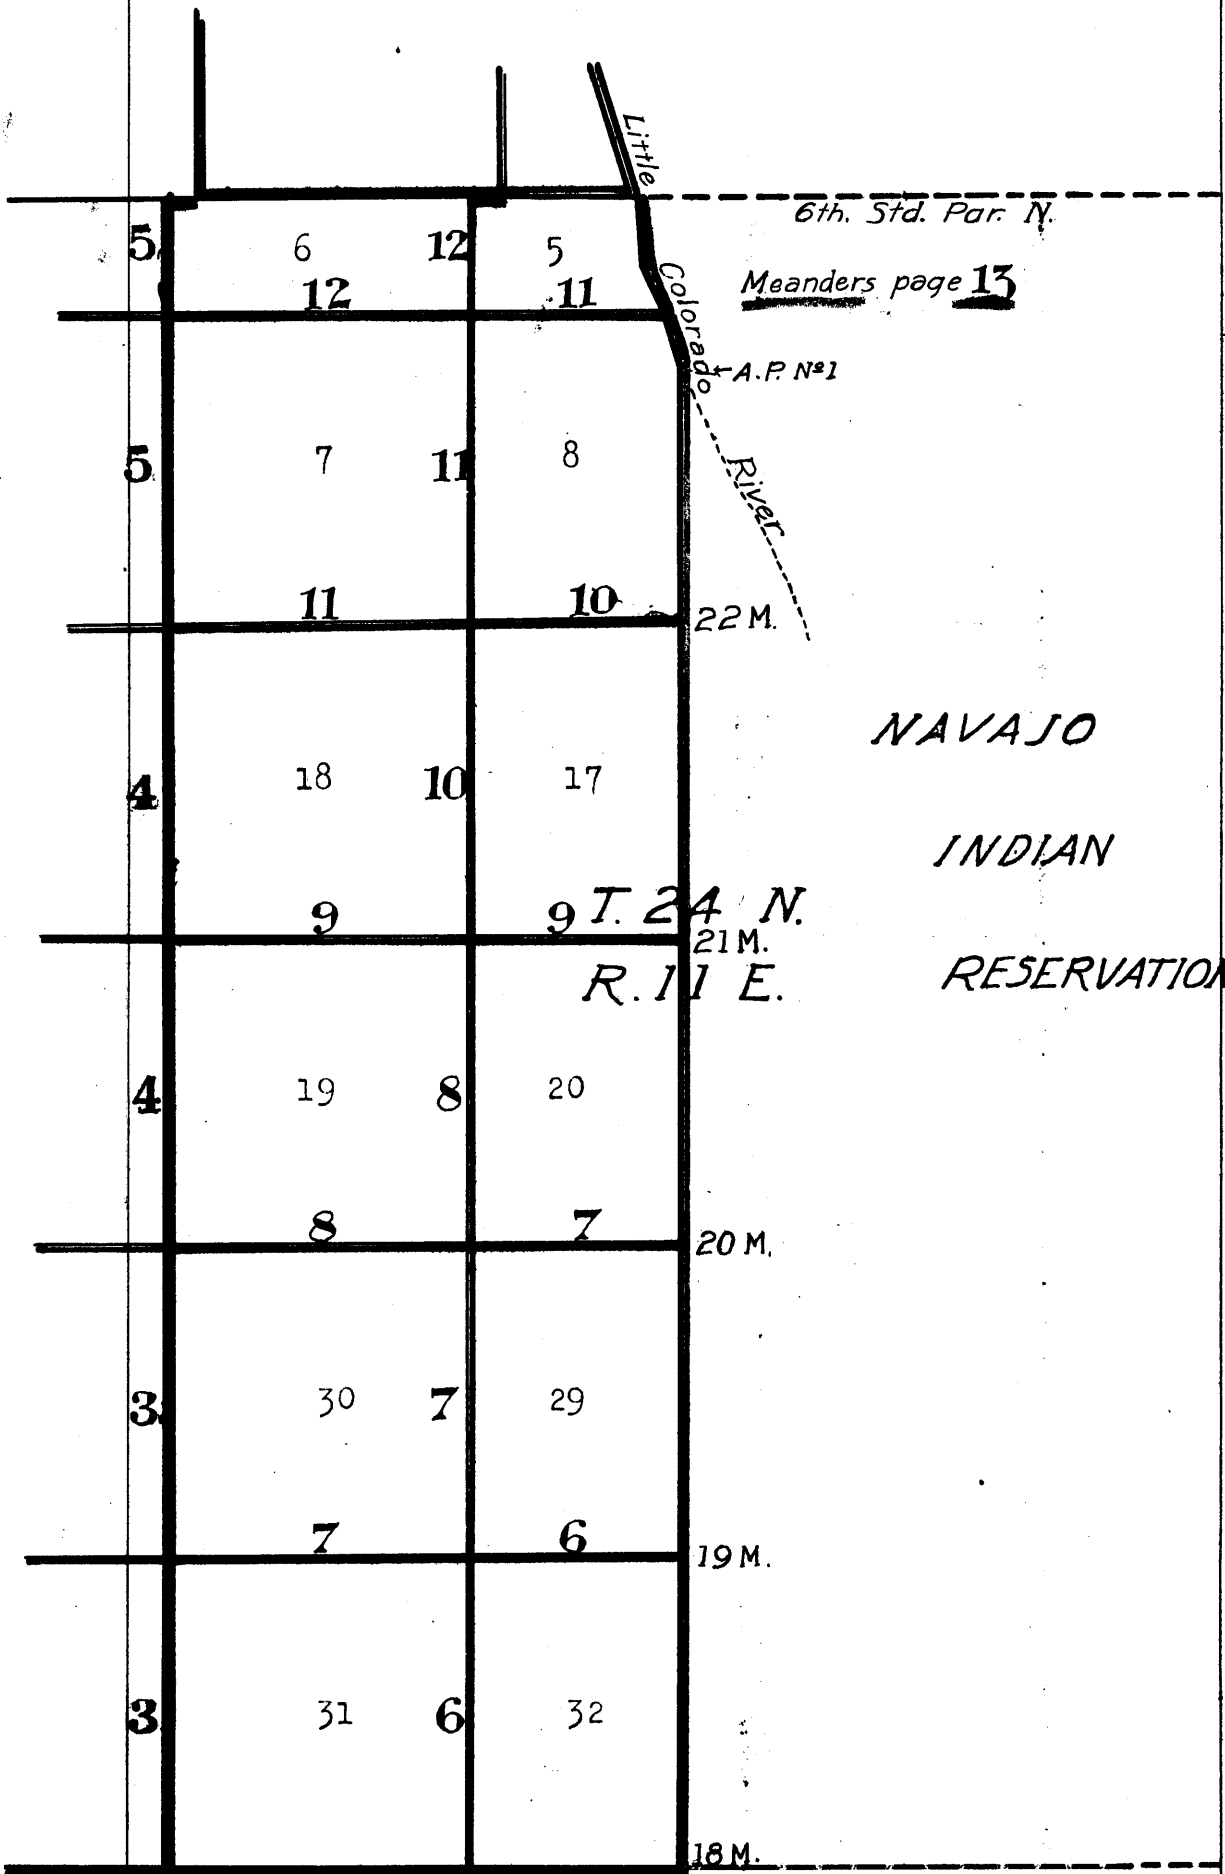 Little
6th. Std. Par. N.
5 6 12 5
Colorado
12 11
Meanders page 13
←A.P. Nº1
5 7 11 8
River
11 10
22 M.
NAVAJO
4 18 10 17
INDIAN
9 9 T. 24 N.
21 M.
R. 11 E.
RESERVATION
4 19 8 20
8 7
20 M.
3 30 7 29
7 6
19 M.
3 31 6 32
18 M.